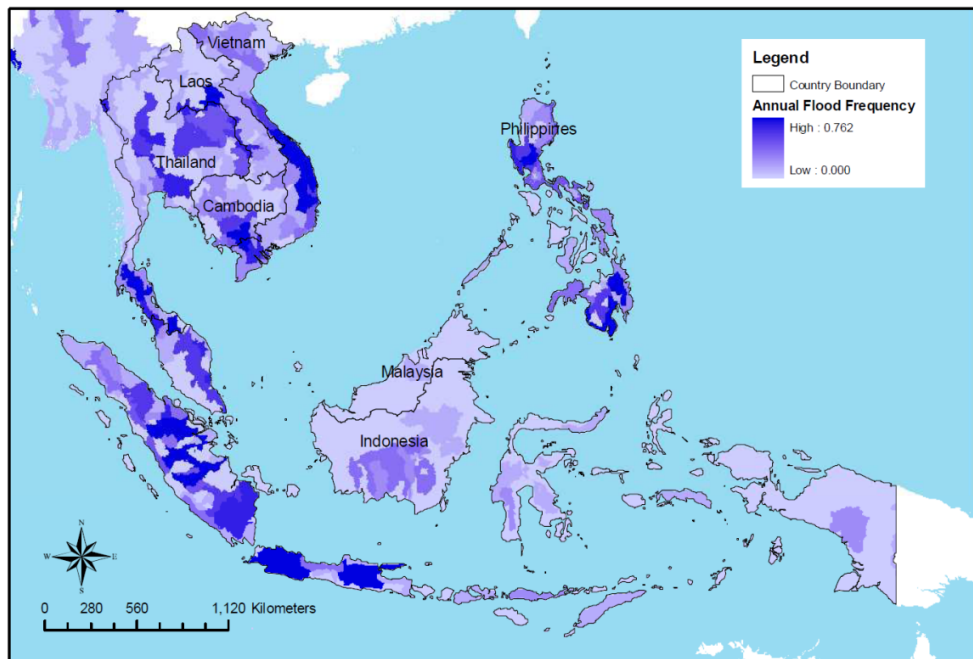 Vietnam
Laos
Thailand
Cambodia
Philippines
Malaysia
Indonesia
Legend
Country Boundary
Annual Flood Frequency
High : 0.762
Low : 0.000
N
W
E
S
0 280 560 1,120 Kilometers